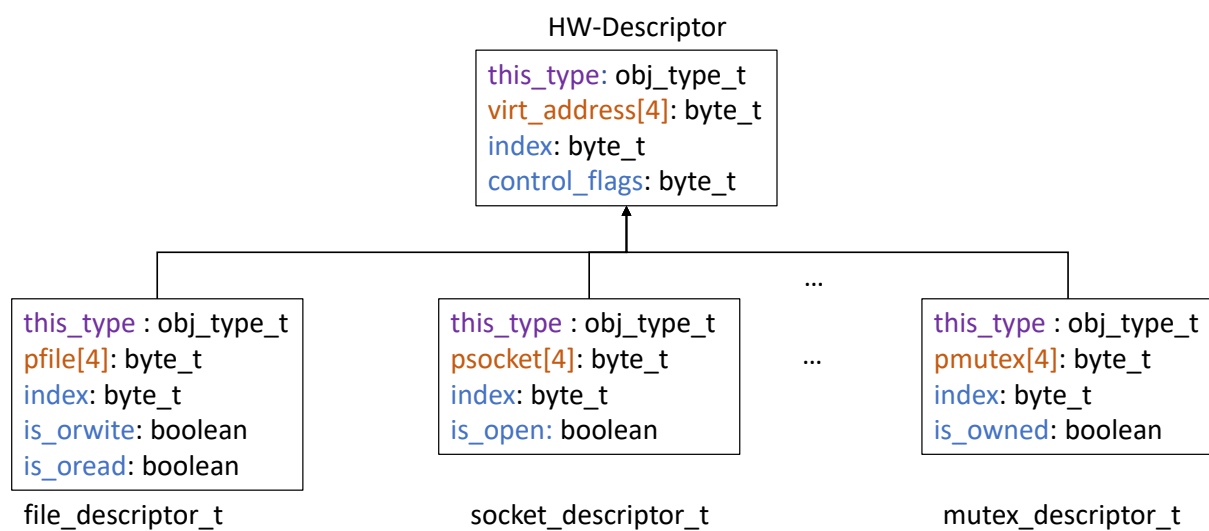 HW-Descriptor
this_type: obj_type_t
virt_address[4]: byte_t
index: byte_t
control_flags: byte_t
...
this_type : obj_type_t
pfile[4]: byte_t
index: byte_t
is_orwite: boolean
is_oread: boolean
file_descriptor_t
this_type : obj_type_t
psocket[4]: byte_t
index: byte_t
is_open: boolean
socket_descriptor_t
...
this_type : obj_type_t
pmutex[4]: byte_t
index: byte_t
is_owned: boolean
mutex_descriptor_t